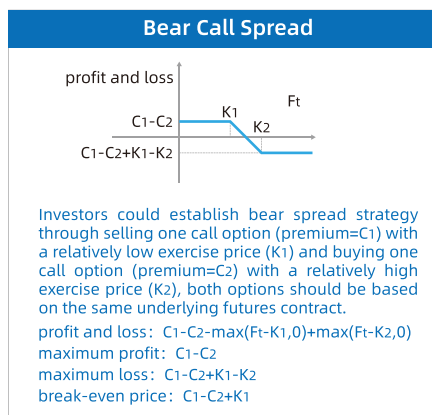 Bear Call Spread
profit and loss
Ft
K1
C1-C2
K2
C1-C2+K1-K2
Investors could establish bear spread strategy
through selling one call option (premium=C1) with
a relatively low exercise price (K1) and buying one
call option (premium=C2) with a relatively high
exercise price (K2), both options should be based
on the same underlying futures contract.
profit and loss: C1-C2-max(Ft-K1,0)+max(Ft-K2,0)
maximum profit: C1-C2
maximum loss: C1-C2+K1-K2
break-even price: C1-C2+K1